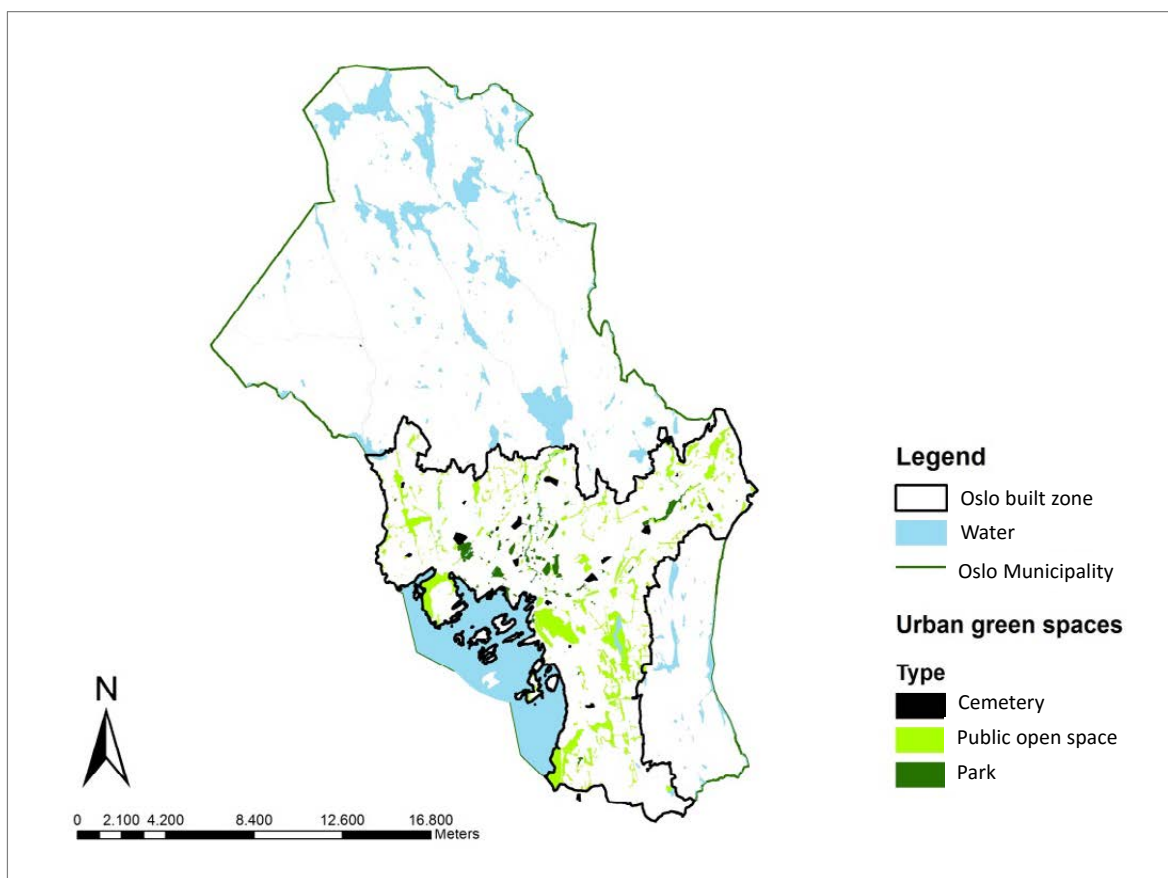 Legend
Oslo built zone
Water
Oslo Municipality
Urban green spaces
Type
Cemetery
Public open space
Park
N
0 2.100 4.200 8.400 12.600 16.800
Meters